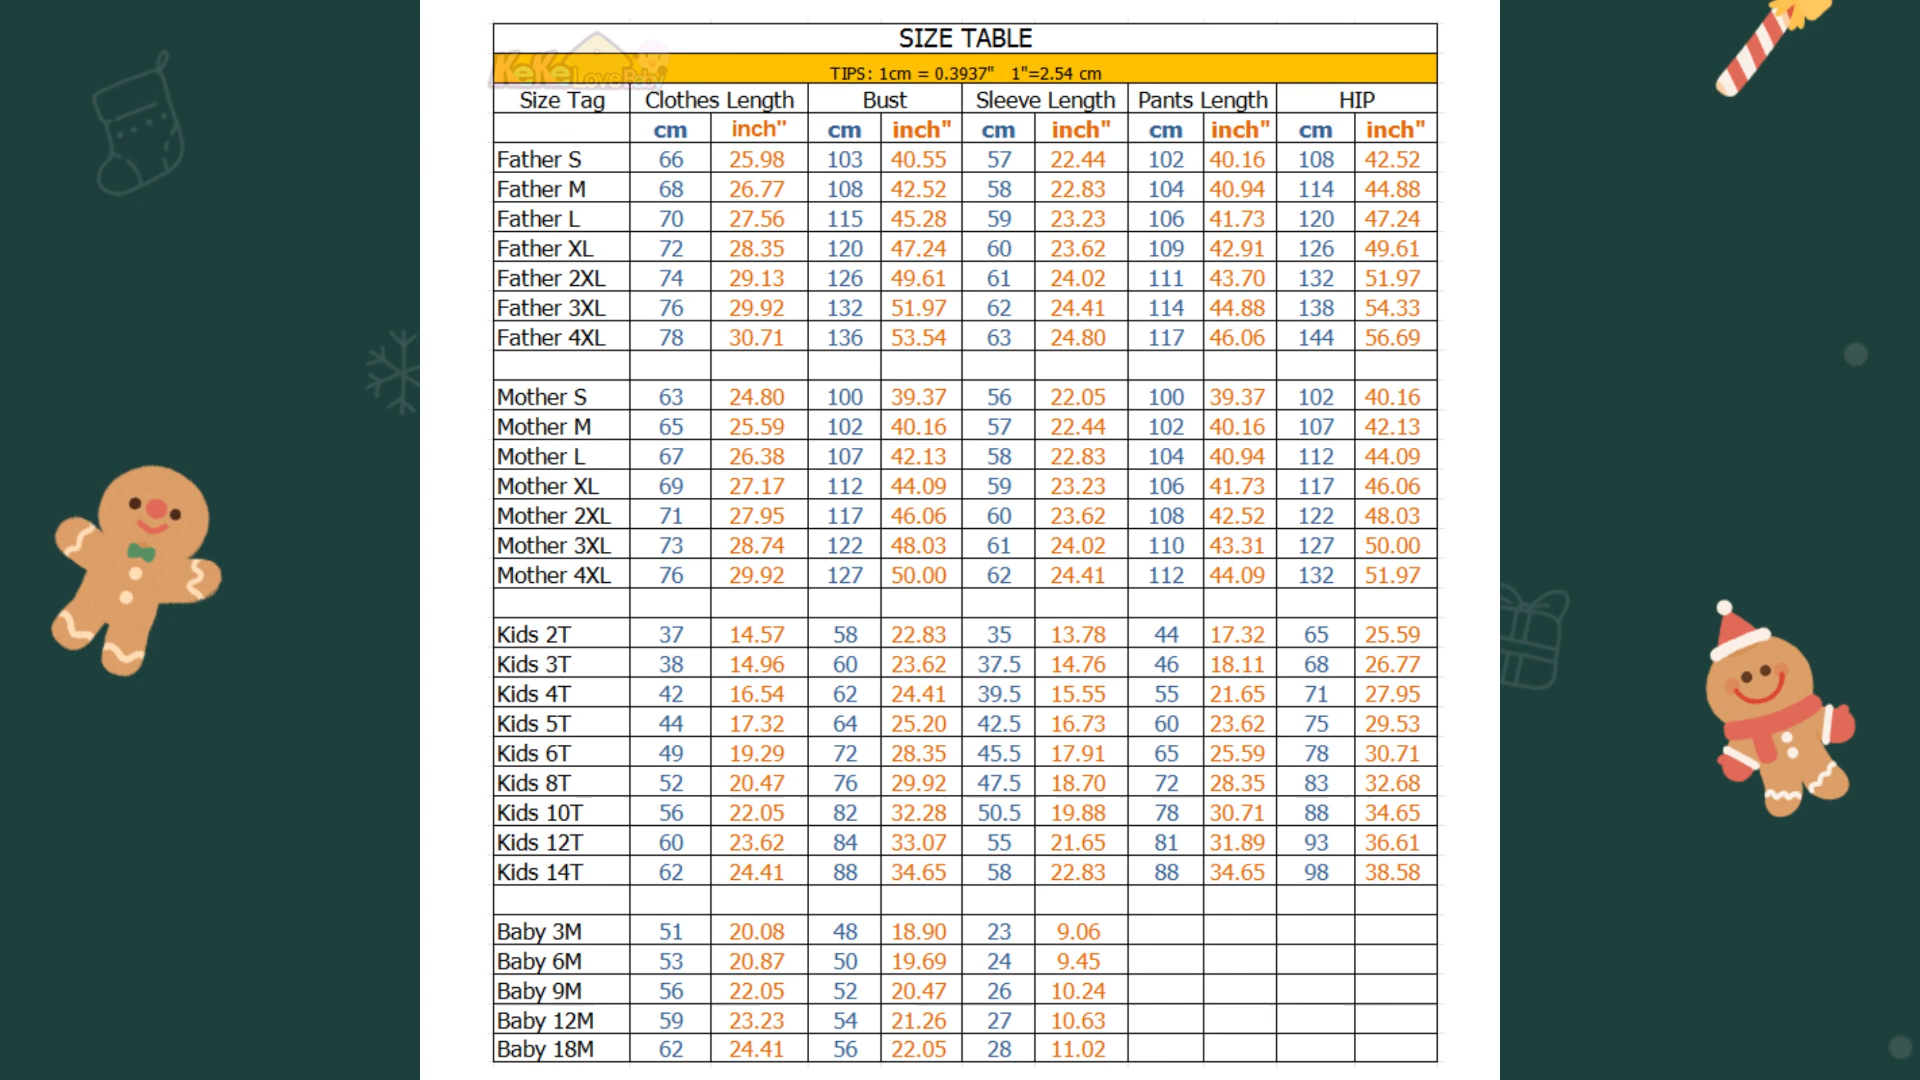 SIZE TABLE
KeKeLoveBaby
TIPS: 1cm = 0.3937" 1"=2.54 cm
Size Tag Clothes Length Bust Sleeve Length Pants Length HIP
cm inch" cm inch" cm inch" cm inch" cm inch"
Father S 66 25.98 103 40.55 57 22.44 102 40.16 108 42.52
Father M 68 26.77 108 42.52 58 22.83 104 40.94 114 44.88
Father L 70 27.56 115 45.28 59 23.23 106 41.73 120 47.24
Father XL 72 28.35 120 47.24 60 23.62 109 42.91 126 49.61
Father 2XL 74 29.13 126 49.61 61 24.02 111 43.70 132 51.97
Father 3XL 76 29.92 132 51.97 62 24.41 114 44.88 138 54.33
Father 4XL 78 30.71 136 53.54 63 24.80 117 46.06 144 56.69
Mother S 63 24.80 100 39.37 56 22.05 100 39.37 102 40.16
Mother M 65 25.59 102 40.16 57 22.44 102 40.16 107 42.13
Mother L 67 26.38 107 42.13 58 22.83 104 40.94 112 44.09
Mother XL 69 27.17 112 44.09 59 23.23 106 41.73 117 46.06
Mother 2XL 71 27.95 117 46.06 60 23.62 108 42.52 122 48.03
Mother 3XL 73 28.74 122 48.03 61 24.02 110 43.31 127 50.00
Mother 4XL 76 29.92 127 50.00 62 24.41 112 44.09 132 51.97
Kids 2T 37 14.57 58 22.83 35 13.78 44 17.32 65 25.59
Kids 3T 38 14.96 60 23.62 37.5 14.76 46 18.11 68 26.77
Kids 4T 42 16.54 62 24.41 39.5 15.55 55 21.65 71 27.95
Kids 5T 44 17.32 64 25.20 42.5 16.73 60 23.62 75 29.53
Kids 6T 49 19.29 72 28.35 45.5 17.91 65 25.59 78 30.71
Kids 8T 52 20.47 76 29.92 47.5 18.70 72 28.35 83 32.68
Kids 10T 56 22.05 82 32.28 50.5 19.88 78 30.71 88 34.65
Kids 12T 60 23.62 84 33.07 55 21.65 81 31.89 93 36.61
Kids 14T 62 24.41 88 34.65 58 22.83 88 34.65 98 38.58
Baby 3M 51 20.08 48 18.90 23 9.06
Baby 6M 53 20.87 50 19.69 24 9.45
Baby 9M 56 22.05 52 20.47 26 10.24
Baby 12M 59 23.23 54 21.26 27 10.63
Baby 18M 62 24.41 56 22.05 28 11.02